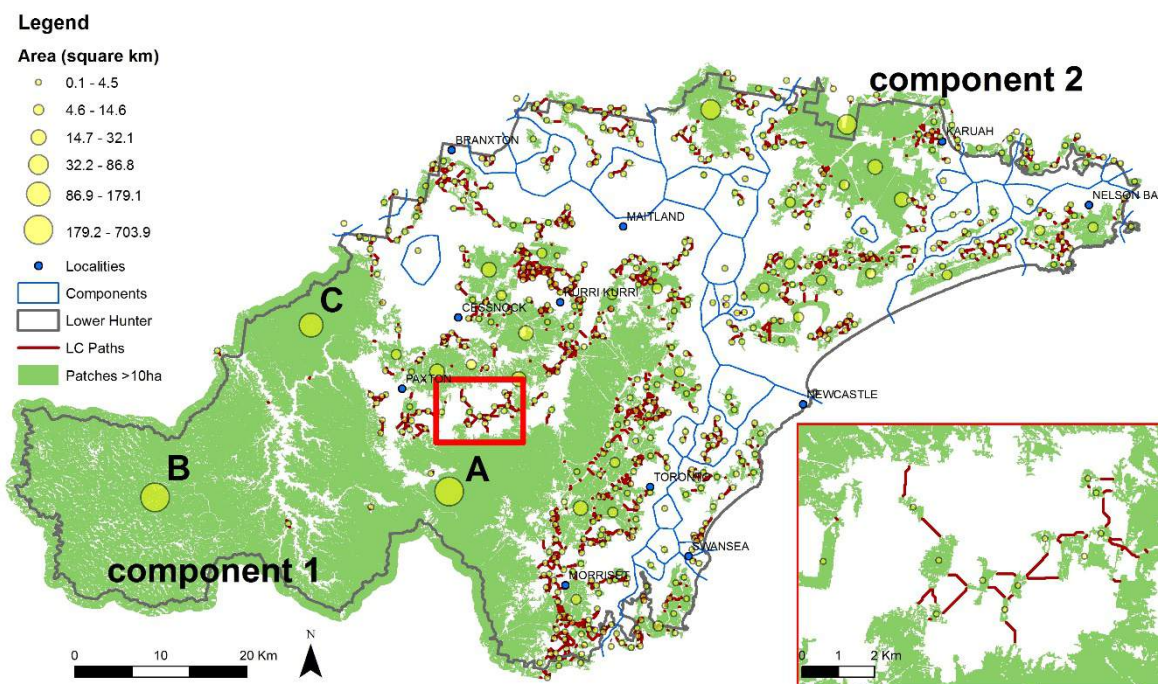 Legend
Area (square km)
0.1 - 4.5
4.6 - 14.6
14.7 - 32.1
32.2 - 86.8
86.9 - 179.1
179.2 - 703.9
Localities
Components
Lower Hunter
LC Paths
Patches >10ha
component 2
BRANXTON
KARUAH
NELSON BA
MAITLAND
C
KURRI KURRI
CESSNOCK
PAXTON
NEWCASTLE
B
A
TORONTO
SWANSEA
component 1
MORRISET
N
0 10 20 Km
0 1 2 Km